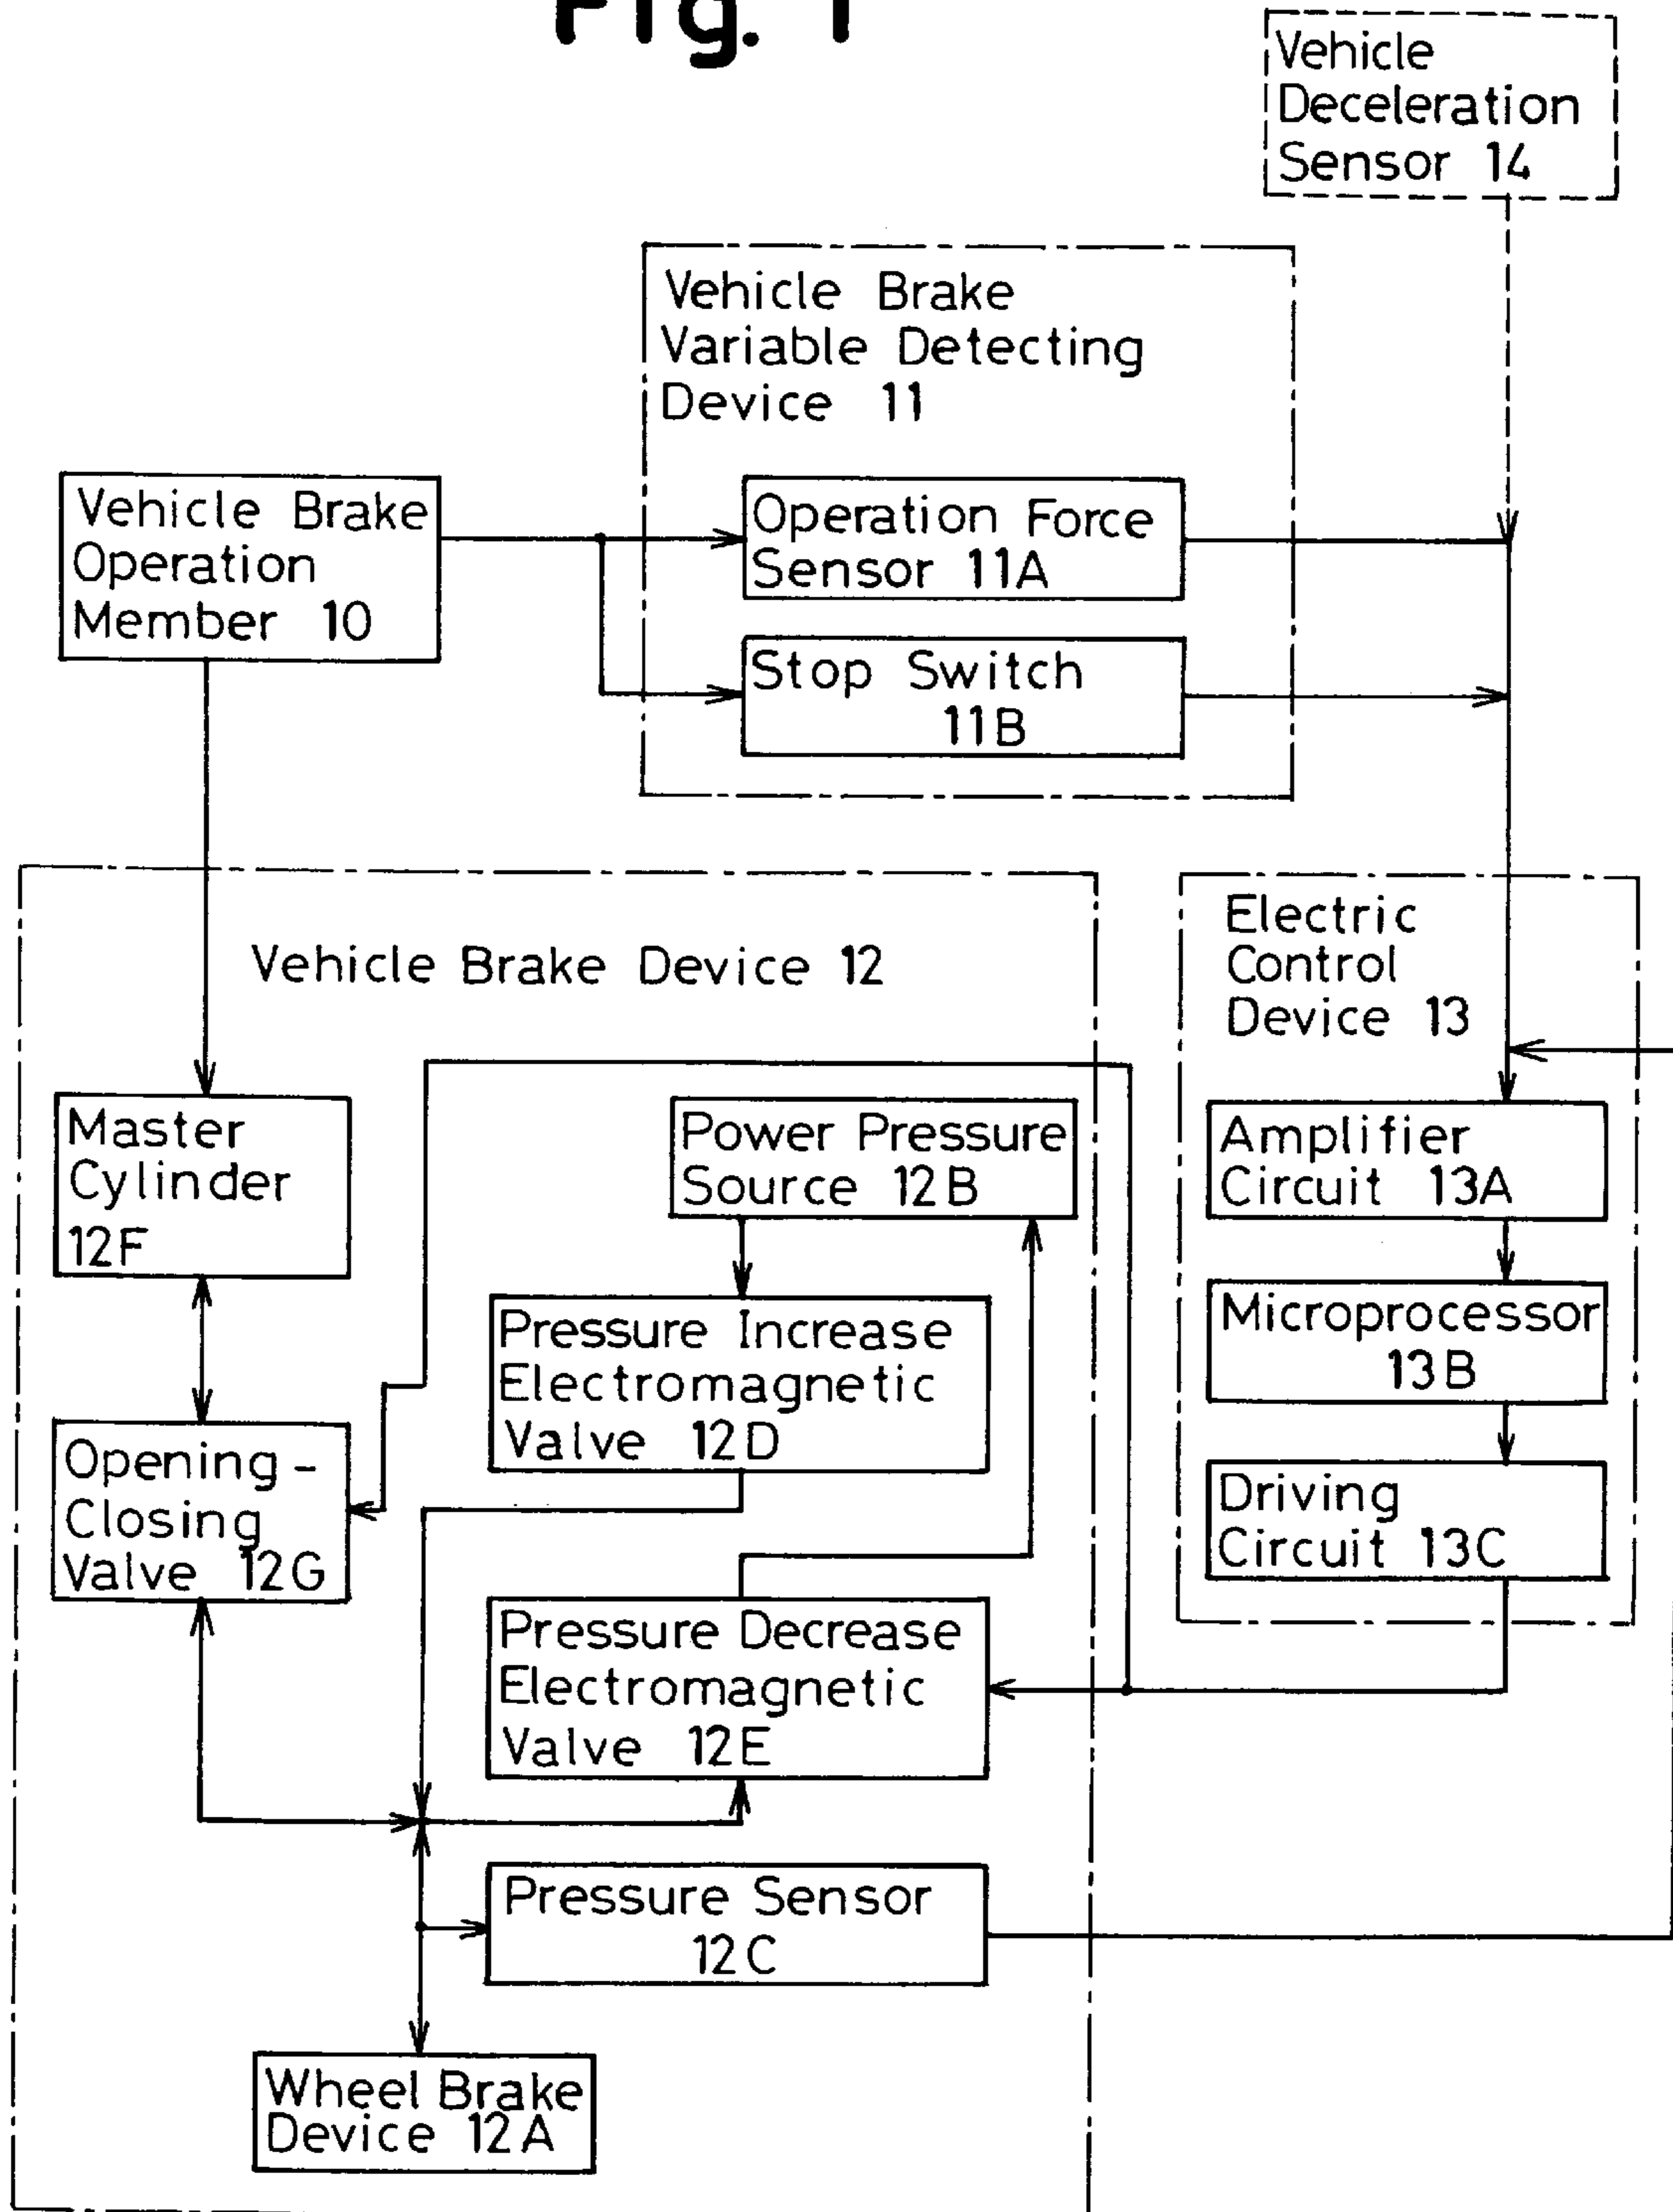 Fig. 1
Vehicle
Deceleration
Sensor 14
Vehicle Brake
Variable Detecting
Device 11
Vehicle Brake
Operation
Member 10
Operation Force
Sensor 11A
Stop Switch
11B
Vehicle Brake Device 12
Electric
Control
Device 13
Master
Cylinder
12F
Power Pressure
Source 12B
Amplifier
Circuit 13A
Pressure Increase
Electromagnetic
Valve 12D
Microprocessor
13B
Opening-
Closing
Valve 12G
Driving
Circuit 13C
Pressure Decrease
Electromagnetic
Valve 12E
Pressure Sensor
12C
Wheel Brake
Device 12A